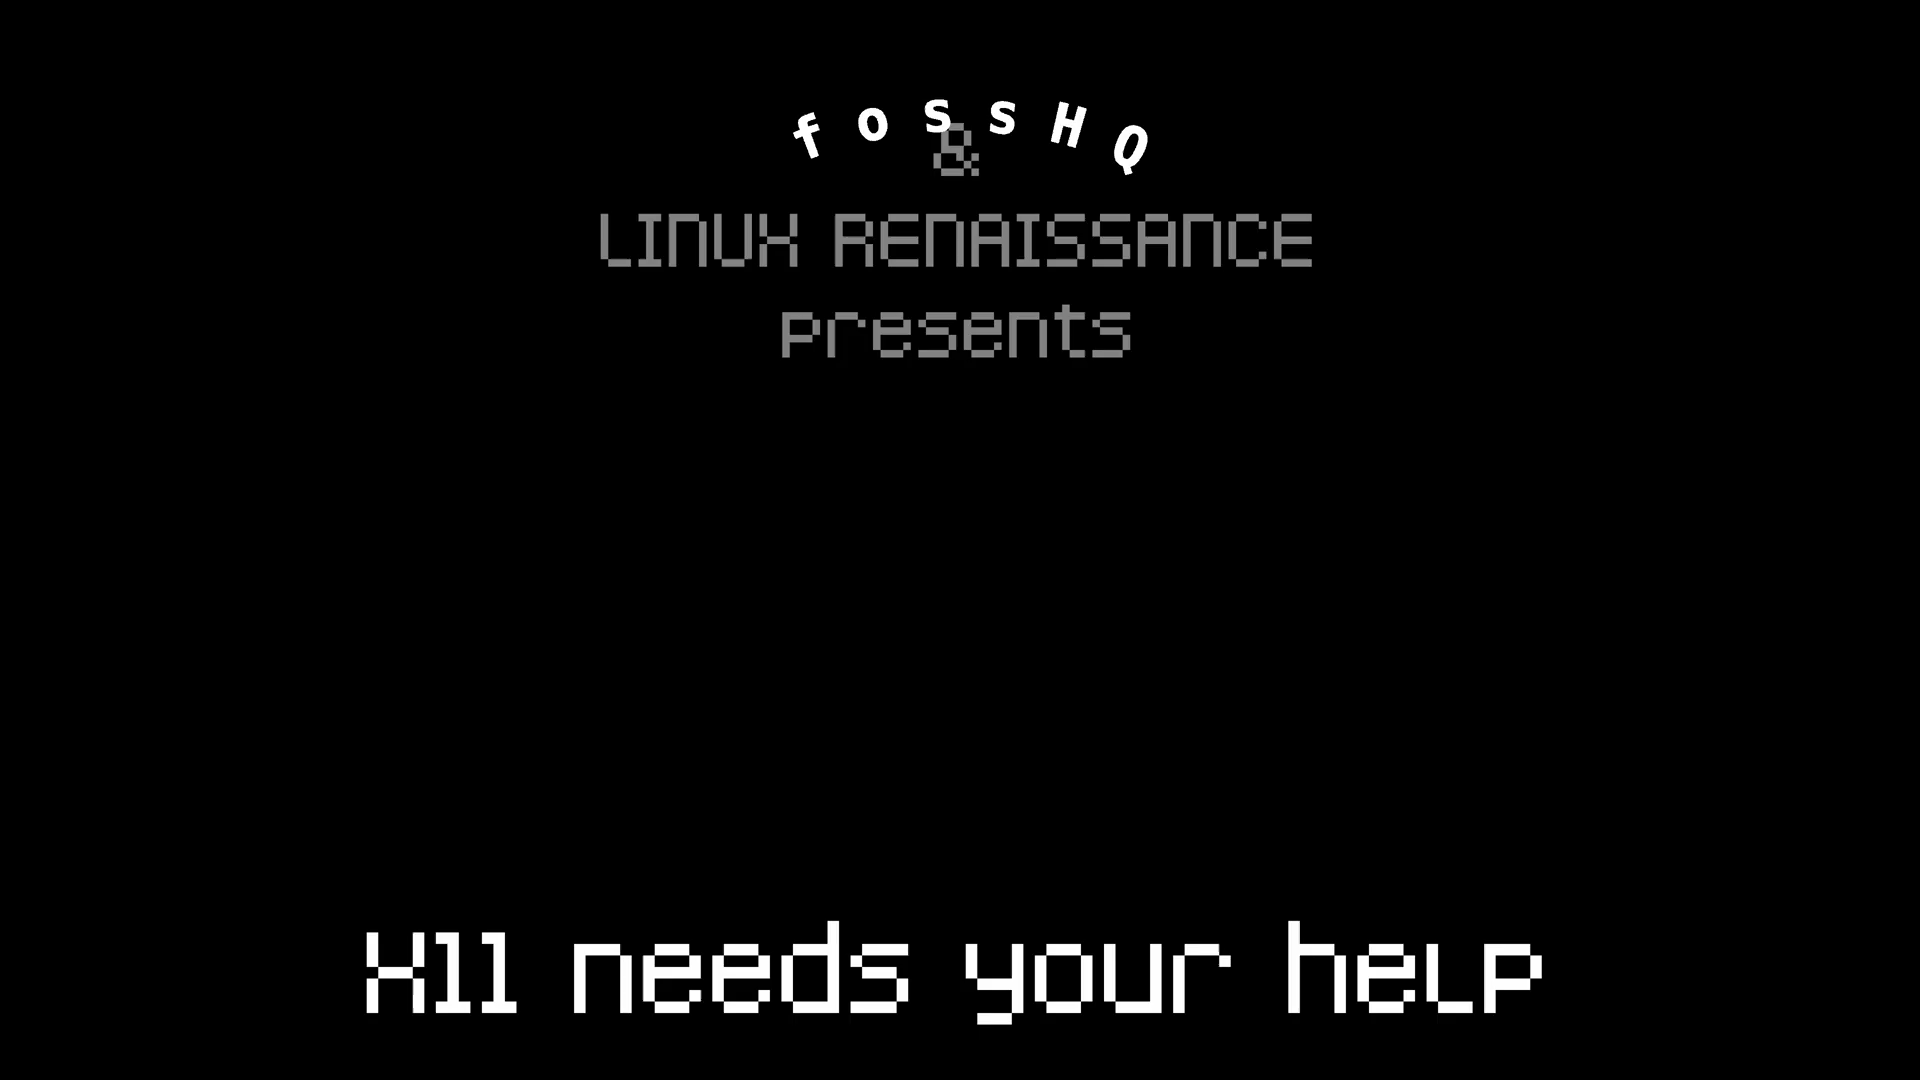 fossHQ
&
LINUX RENAISSANCE
presents
X11 needs your help